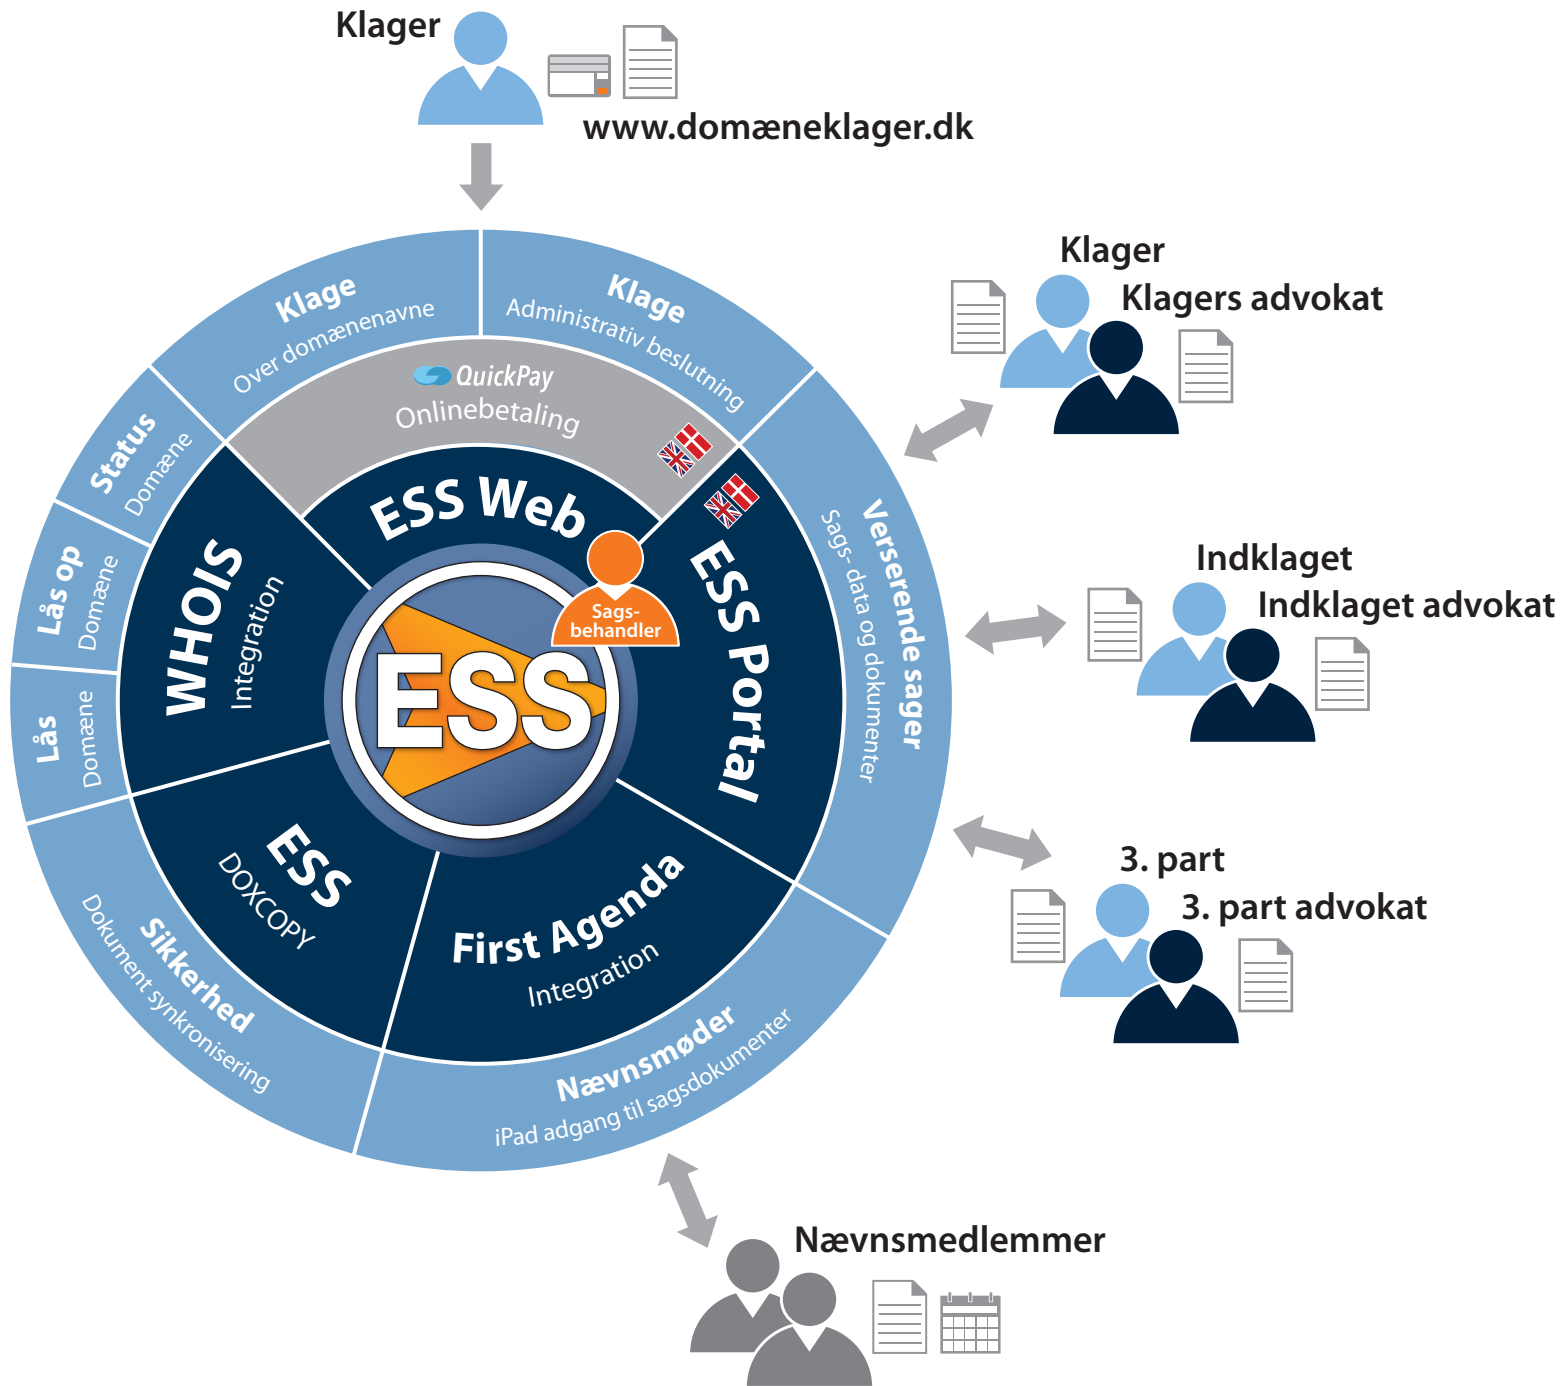 Klager
www.domæneklager.dk
Klage
Over domænenavne
Klage
Administrativ beslutning
QuickPay
Onlinebetaling
ESS Web
Status
Domæne
Lås op
Domæne
Lås
Domæne
WHOIS
Integration
ESS
Sags-
behandler
ESS Portal
Verserende sager
Sags- data og dokumenter
ESS
DOXCOPY
Sikkerhed
Dokument synkronisering
First Agenda
Integration
Nævnsmøder
iPad adgang til sagsdokumenter
Klager
Klagers advokat
Indklaget
Indklaget advokat
3. part
3. part advokat
Nævnsmedlemmer